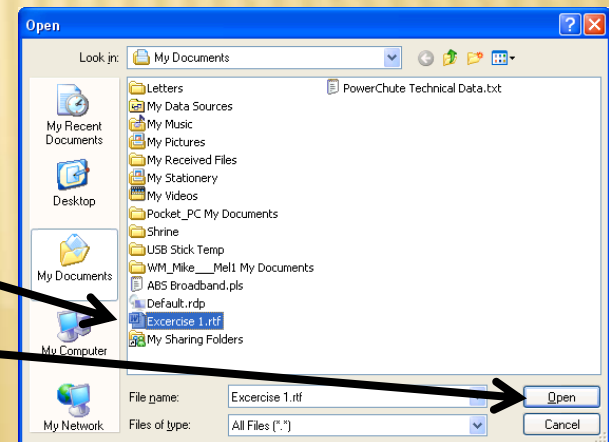 Open
Look in: My Documents
My Recent
Documents
Desktop
My Documents
My Computer
My Network
Letters
My Data Sources
My Music
My Pictures
My Received Files
My Stationery
My Videos
Pocket_PC My Documents
Shrine
USB Stick Temp
WM_Mike___Mel1 My Documents
ABS Broadband.pls
Default.rdp
Excercise 1.rtf
My Sharing Folders
PowerChute Technical Data.txt
File name: Excercise 1.rtf Open
Files of type: All Files (*.*) Cancel